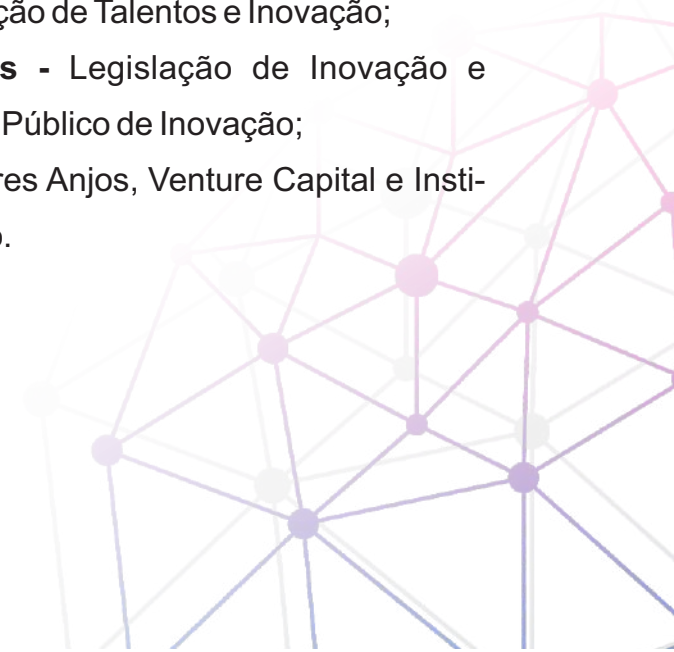 ção de Talentos e Inovação;
s - Legislação de Inovação e
Público de Inovação;
res Anjos, Venture Capital e Insti-
o.